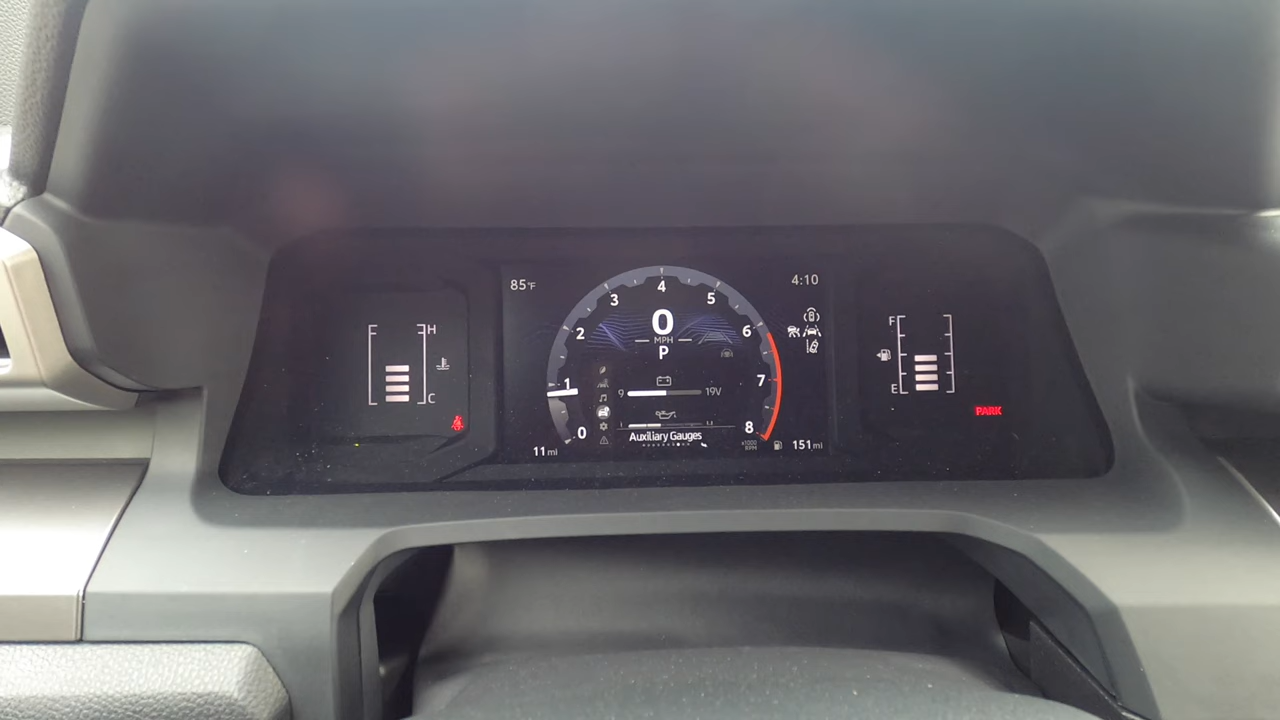 85°F
4:10
0 1 2 3 4 5 6 7 8
0
MPH
P
H
C
F
E
9 19V
Auxiliary Gauges
x1000
RPM
11 mi
151 mi
PARK